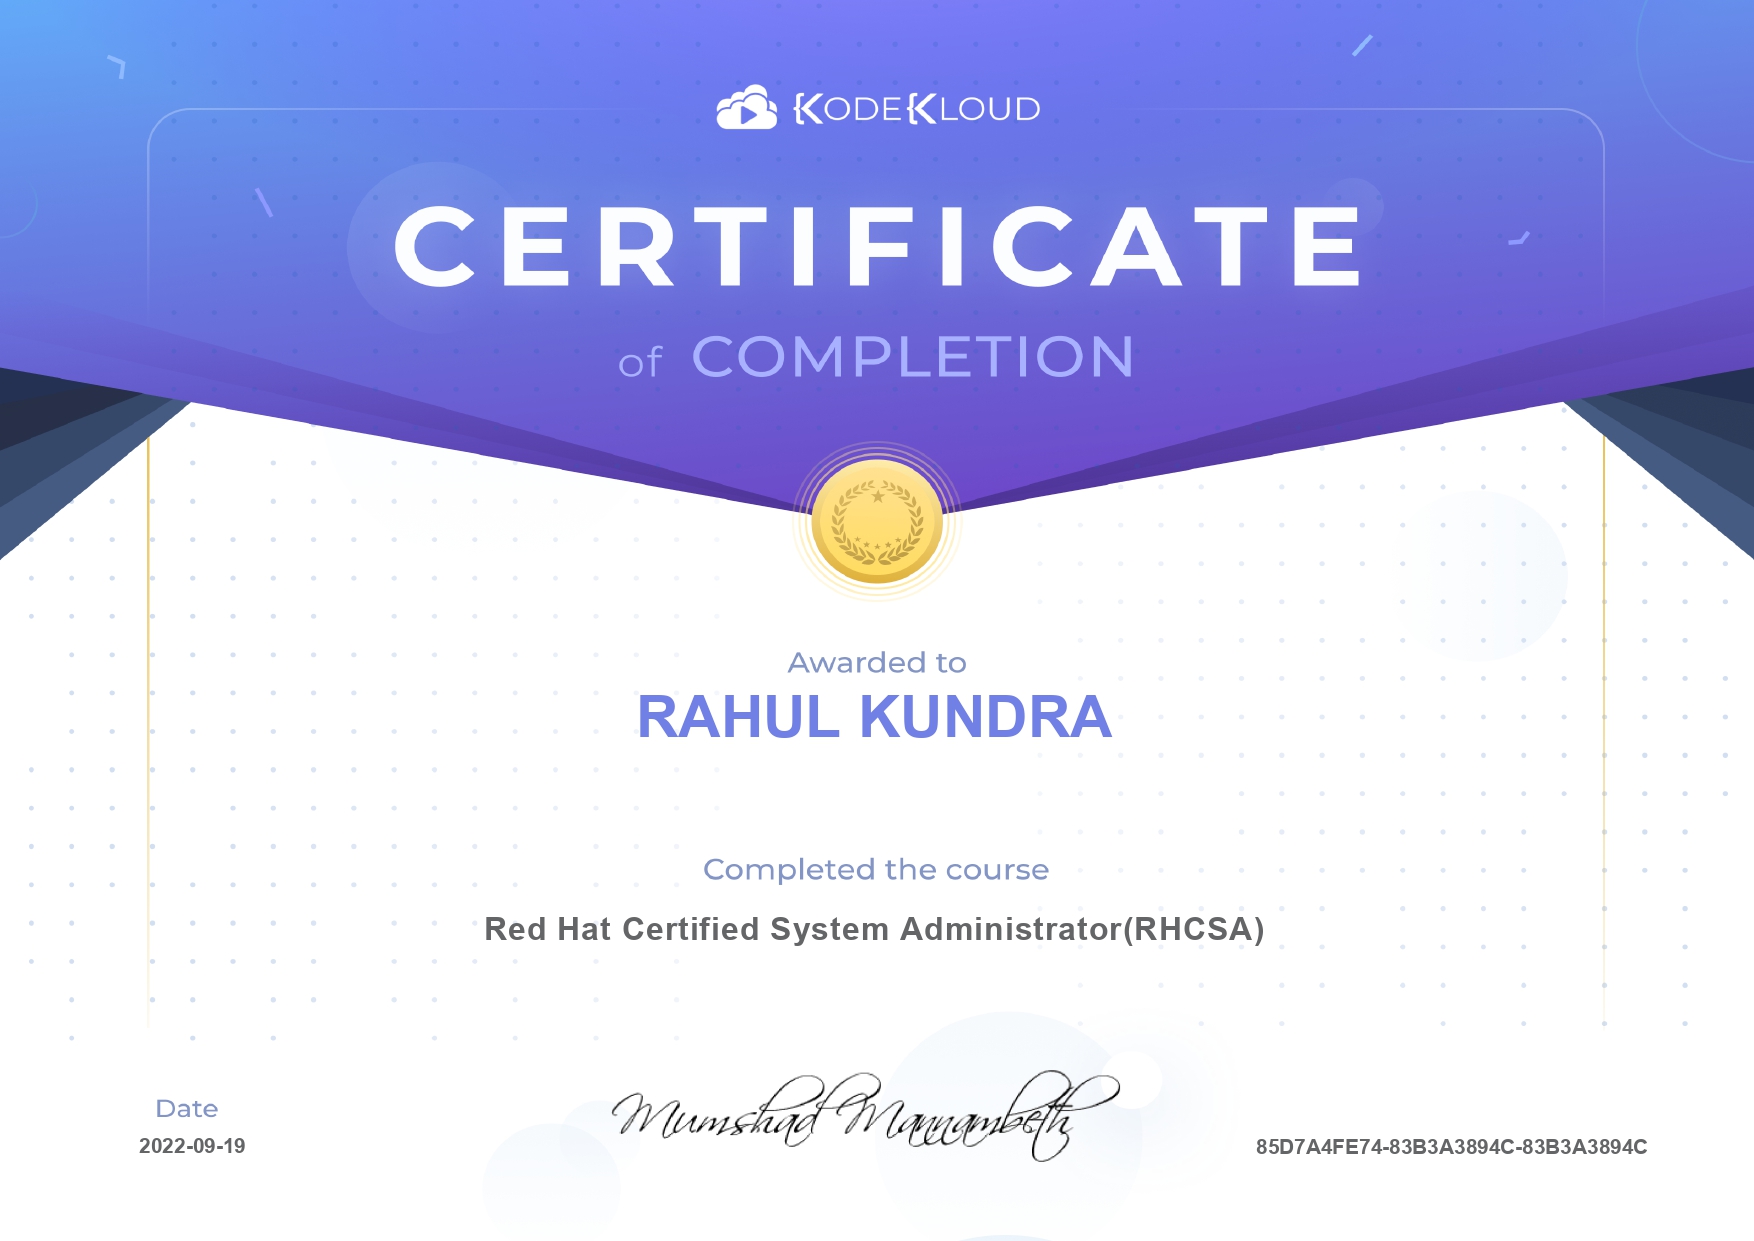 KODEKLOUD
CERTIFICATE
of COMPLETION
Awarded to
RAHUL KUNDRA
Completed the course
Red Hat Certified System Administrator(RHCSA)
Date
2022-09-19
Mumshad Mannambeth
85D7A4FE74-83B3A3894C-83B3A3894C